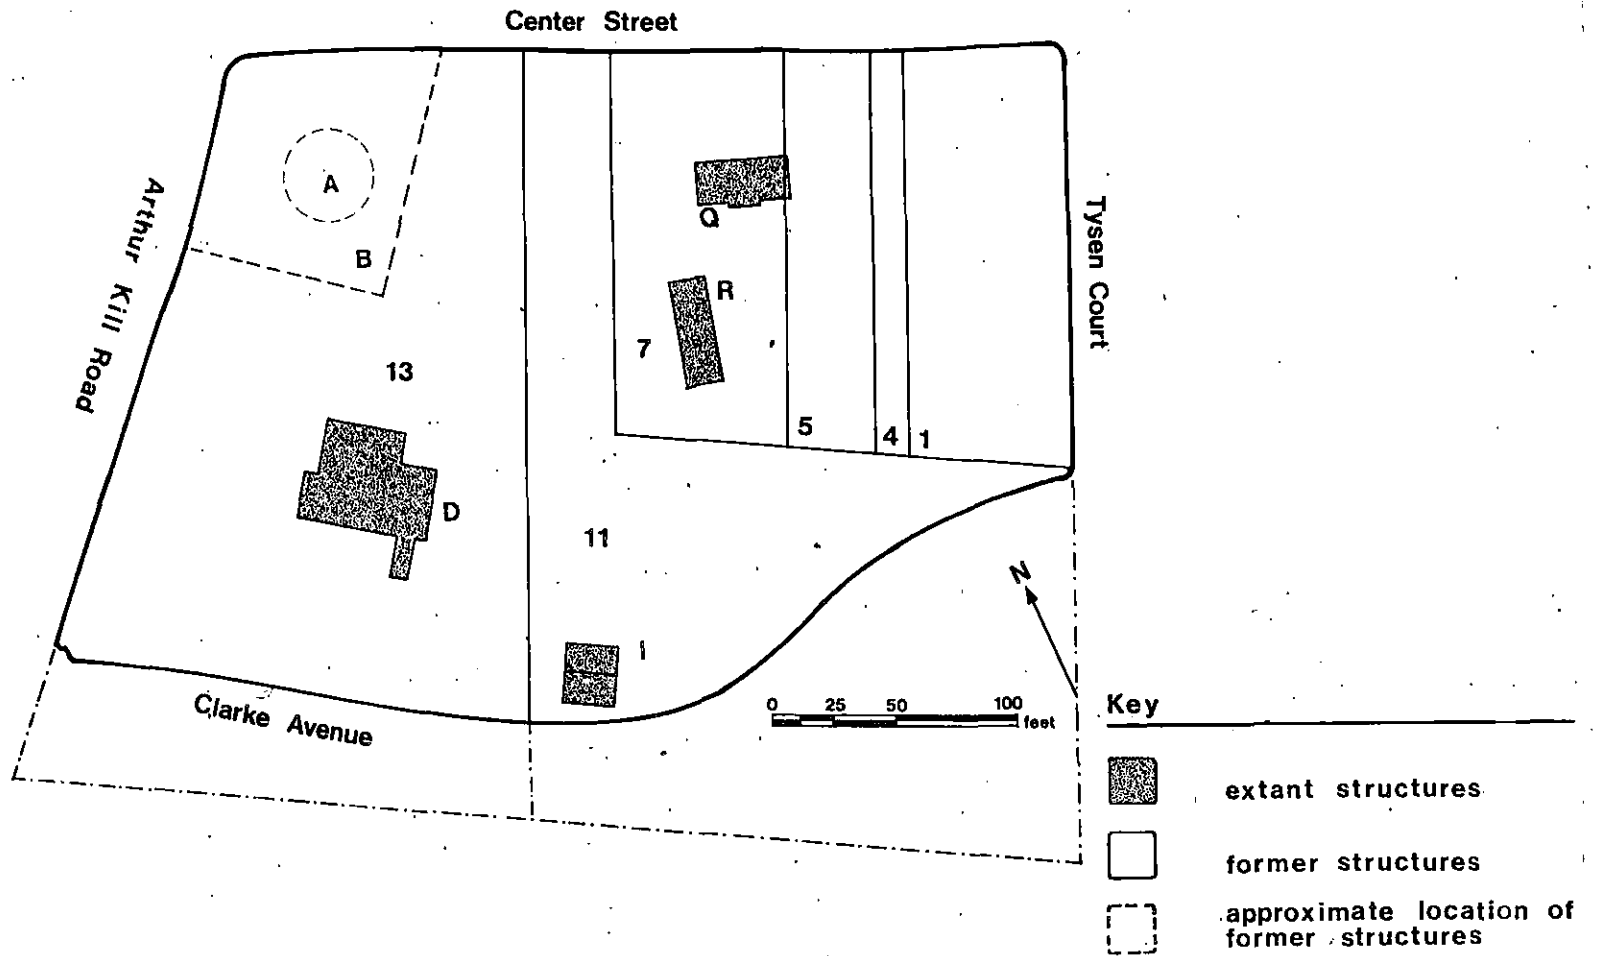 Center Street
Arthur Kill Road
Tysen Court
A
B
Q
R
7
13
5
4
1
D
11
N
I
Clarke Avenue
0 25 50 100
feet
Key
extant structures
former structures
approximate location of
former structures